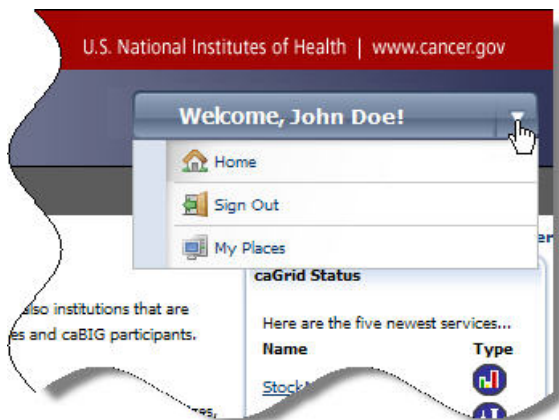 U.S. National Institutes of Health | www.cancer.gov
Welcome, John Doe!
Home
Sign Out
My Places
er
caGrid Status
also institutions that are
es and caBIG participants.
Here are the five newest services...
Name Type